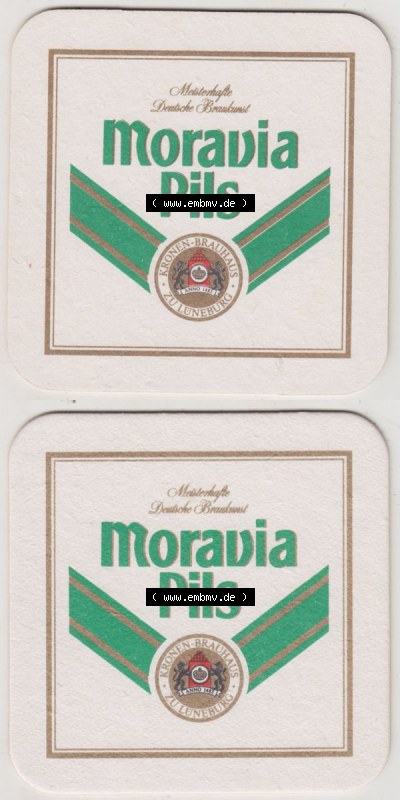 Meisterhafte
Deutsche Braukunst
Moravia
Pils
( www.embmv.de )
KRONEN-BRAUHAUS
ANNO 1485
ZU LÜNEBURG
Meisterhafte
Deutsche Braukunst
Moravia
Pils
( www.embmv.de )
KRONEN-BRAUHAUS
ANNO 1485
ZU LÜNEBURG